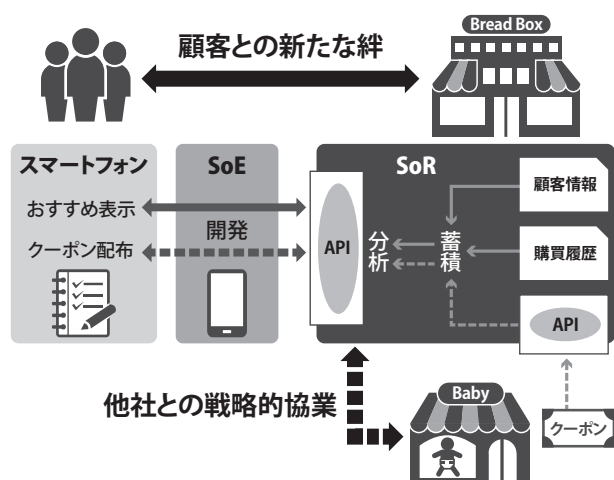 Bread Box
顧客との新たな絆
スマートフォン
SoE
SoR
おすすめ表示
クーポン配布
開発
API
分析
蓄積
顧客情報
購買履歴
API
他社との戦略的協業
Baby
クーポン